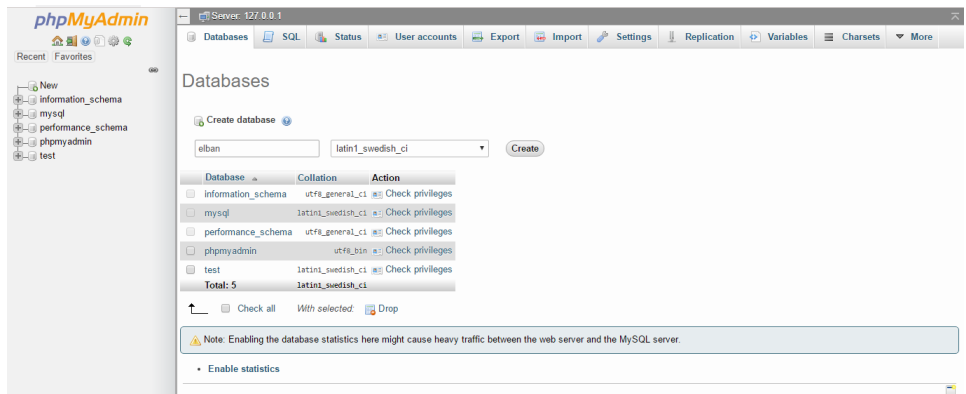 phpMyAdmin
Recent Favorites
New
information_schema
mysql
performance_schema
phpmyadmin
test
Server: 127.0.0.1
Databases SQL Status User accounts Export Import Settings Replication Variables Charsets More
Databases
Create database
elban latin1_swedish_ci Create
Database Collation Action
information_schema utf8_general_ci Check privileges
mysql latin1_swedish_ci Check privileges
performance_schema utf8_general_ci Check privileges
phpmyadmin utf8_bin Check privileges
test latin1_swedish_ci Check privileges
Total: 5 latin1_swedish_ci
Check all With selected: Drop
Note: Enabling the database statistics here might cause heavy traffic between the web server and the MySQL server.
Enable statistics